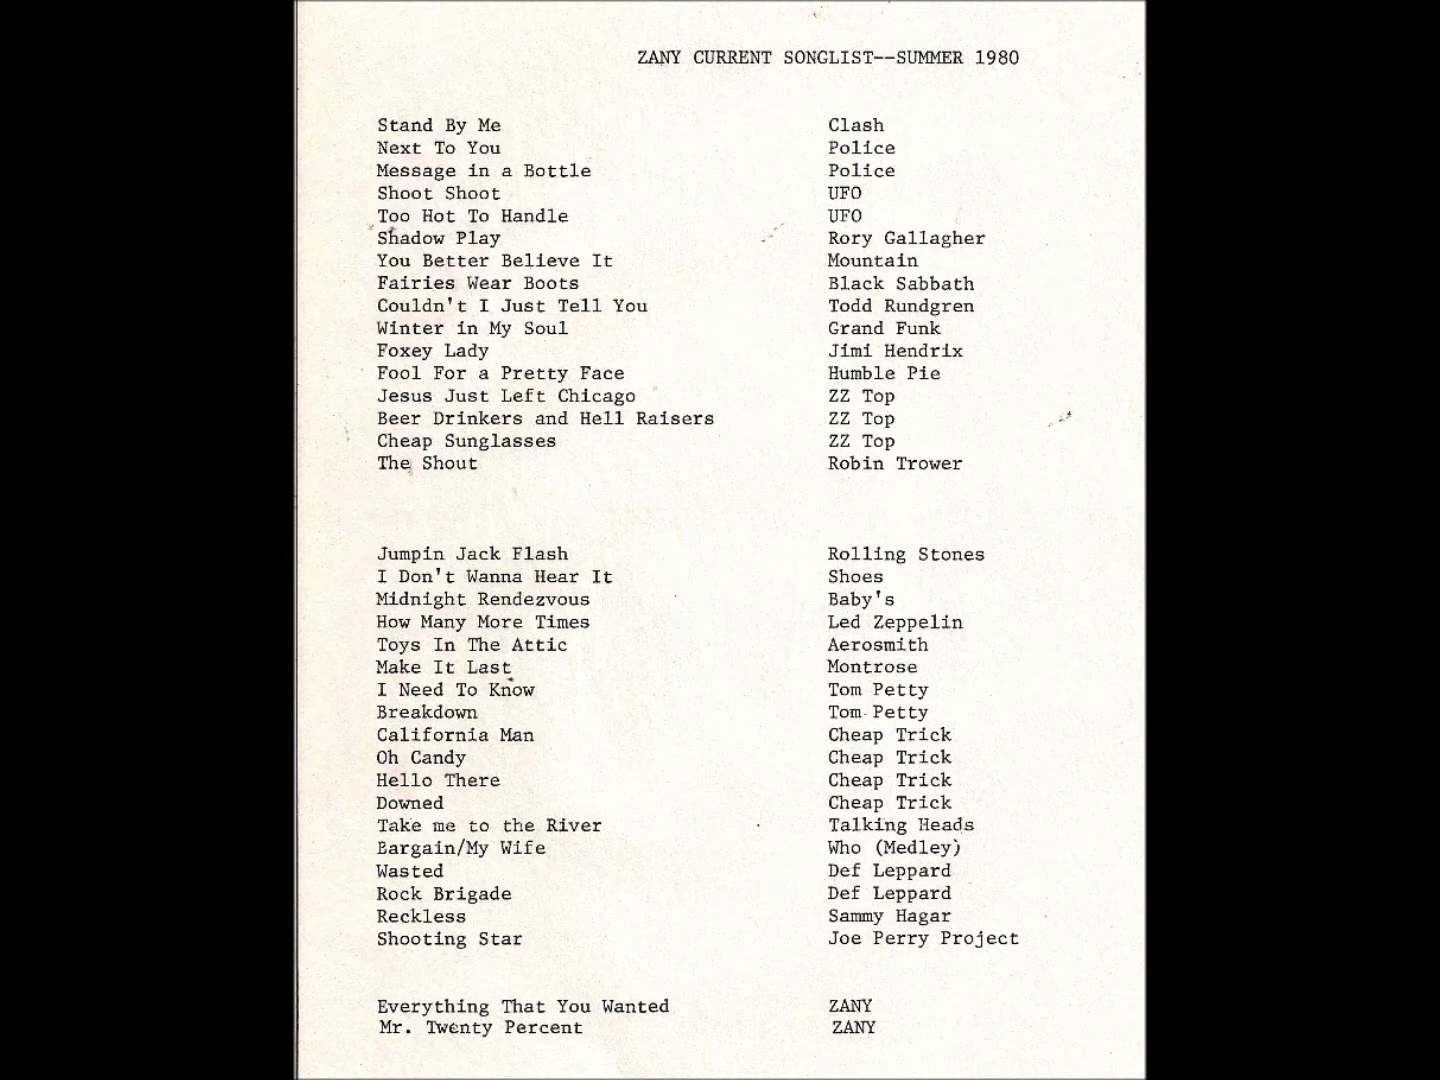 ZANY CURRENT SONGLIST--SUMMER 1980
Stand By Me Clash
Next To You Police
Message in a Bottle Police
Shoot Shoot UFO
Too Hot To Handle UFO
Shadow Play Rory Gallagher
You Better Believe It Mountain
Fairies Wear Boots Black Sabbath
Couldn't I Just Tell You Todd Rundgren
Winter in My Soul Grand Funk
Foxey Lady Jimi Hendrix
Fool For a Pretty Face Humble Pie
Jesus Just Left Chicago ZZ Top
Beer Drinkers and Hell Raisers ZZ Top
Cheap Sunglasses ZZ Top
The Shout Robin Trower
Jumpin Jack Flash Rolling Stones
I Don't Wanna Hear It Shoes
Midnight Rendezvous Baby's
How Many More Times Led Zeppelin
Toys In The Attic Aerosmith
Make It Last Montrose
I Need To Know Tom Petty
Breakdown Tom Petty
California Man Cheap Trick
Oh Candy Cheap Trick
Hello There Cheap Trick
Downed Cheap Trick
Take me to the River Talking Heads
Bargain/My Wife Who (Medley)
Wasted Def Leppard
Rock Brigade Def Leppard
Reckless Sammy Hagar
Shooting Star Joe Perry Project
Everything That You Wanted ZANY
Mr. Twenty Percent ZANY